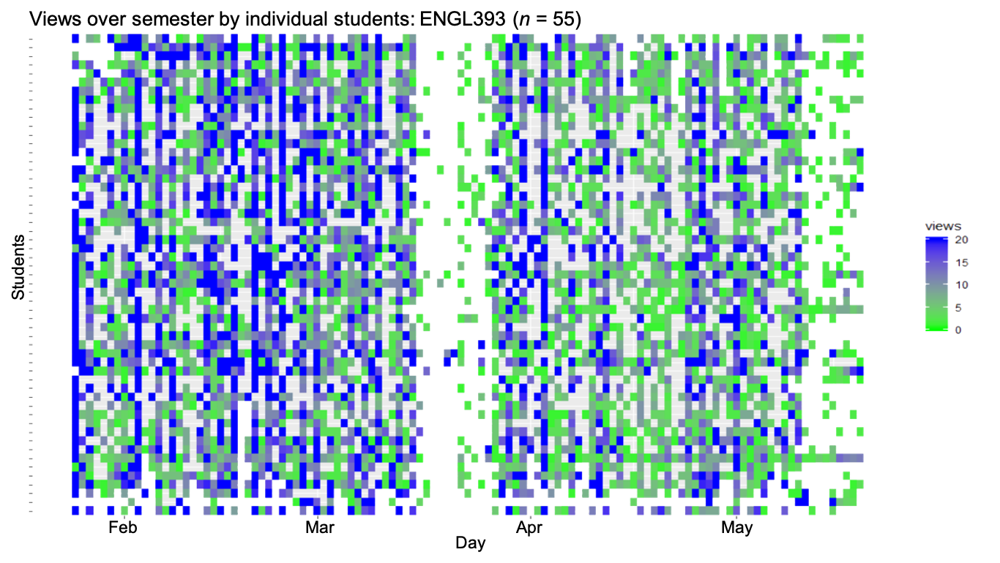 Views over semester by individual students: ENGL393 (n = 55)
Students
views
20
15
10
5
0
Feb
Mar
Apr
May
Day